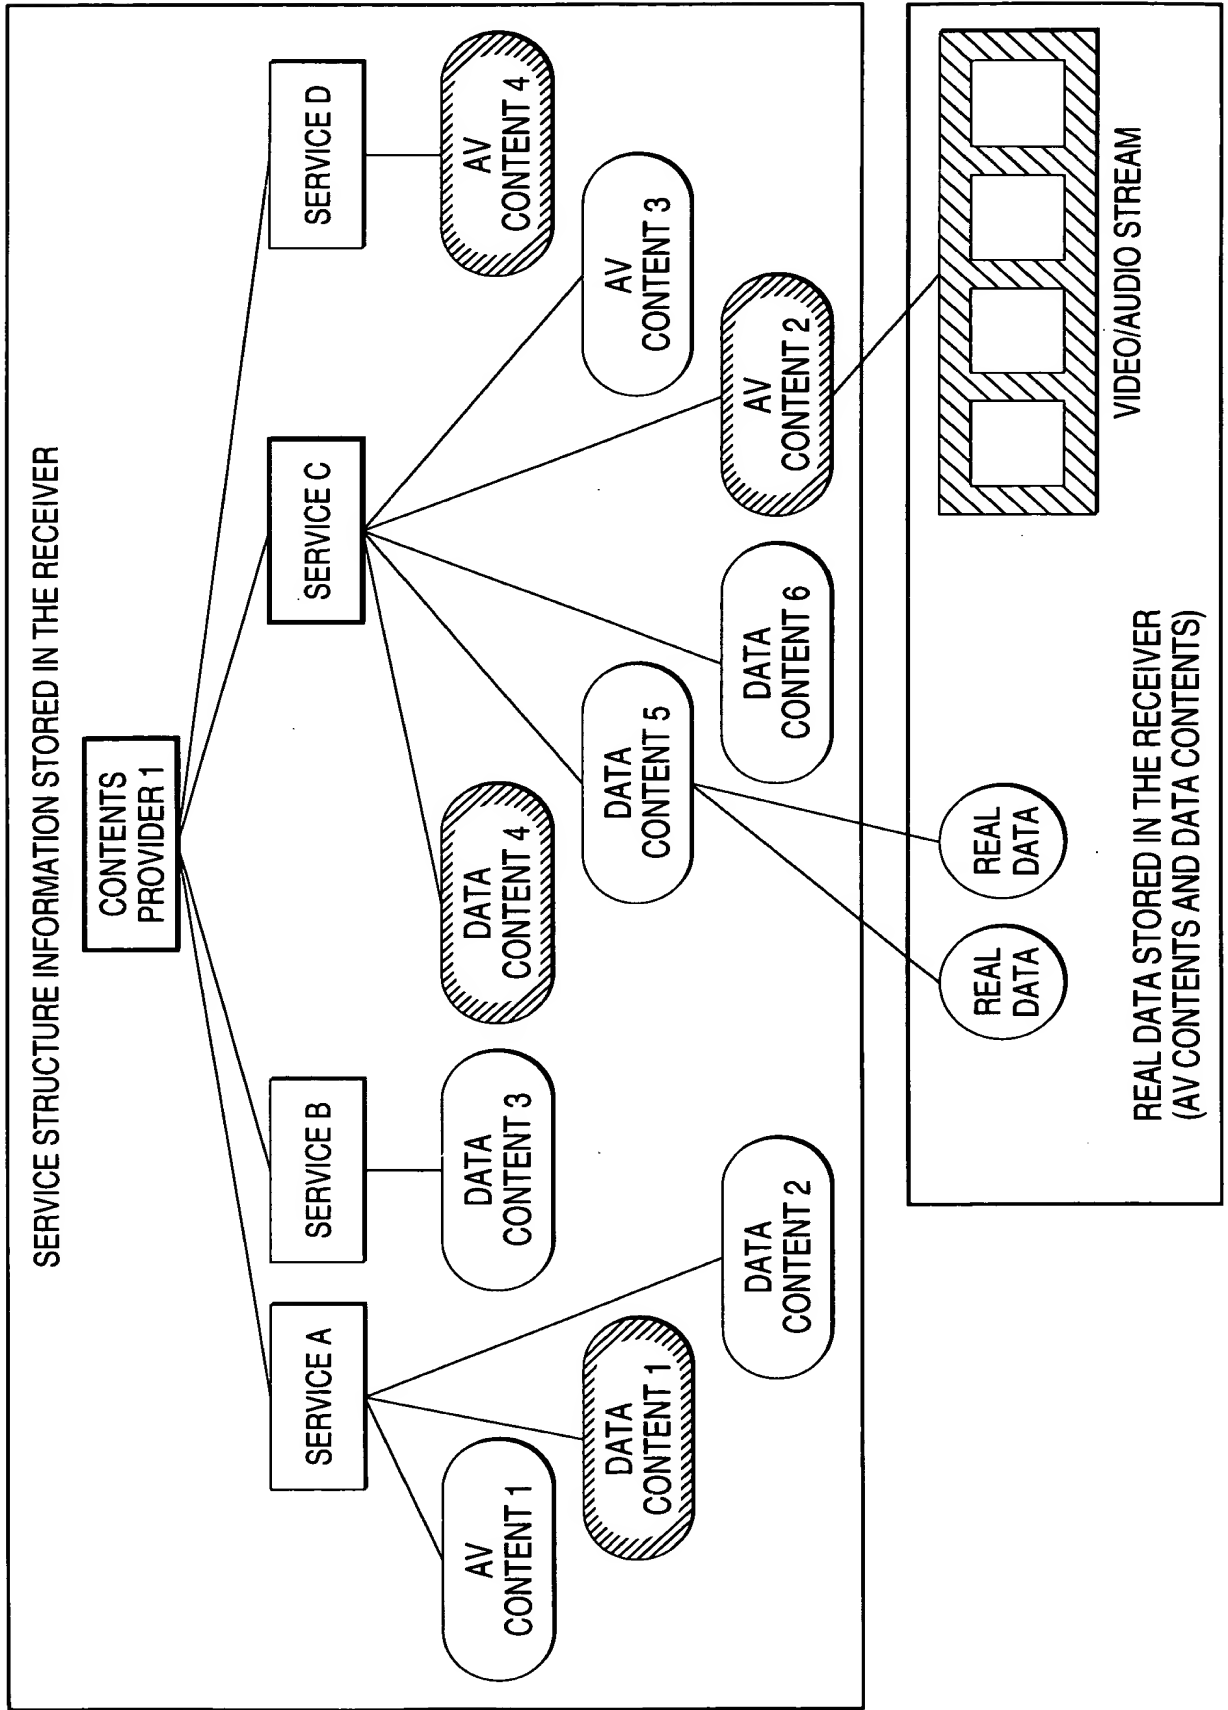 SERVICE STRUCTURE INFORMATION STORED IN THE RECEIVER
CONTENTS
PROVIDER 1
SERVICE A
SERVICE B
SERVICE C
SERVICE D
AV
CONTENT 1
DATA
CONTENT 3
DATA
CONTENT 4
AV
CONTENT 4
DATA
CONTENT 1
DATA
CONTENT 5
AV
CONTENT 3
DATA
CONTENT 2
DATA
CONTENT 6
AV
CONTENT 2
REAL
DATA
REAL
DATA
VIDEO/AUDIO STREAM
REAL DATA STORED IN THE RECEIVER
(AV CONTENTS AND DATA CONTENTS)